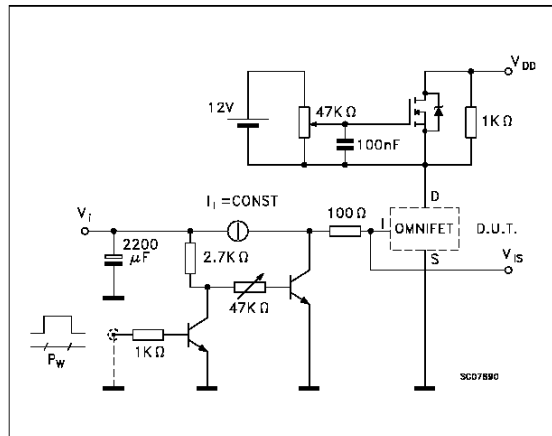 V_DD
12V
47KΩ
1KΩ
100nF
D
I_I =CONST
V_i
100Ω
I
OMNIFET
D.U.T.
2200
μF
2.7KΩ
S
V_IS
47KΩ
1KΩ
P_W
SC07890